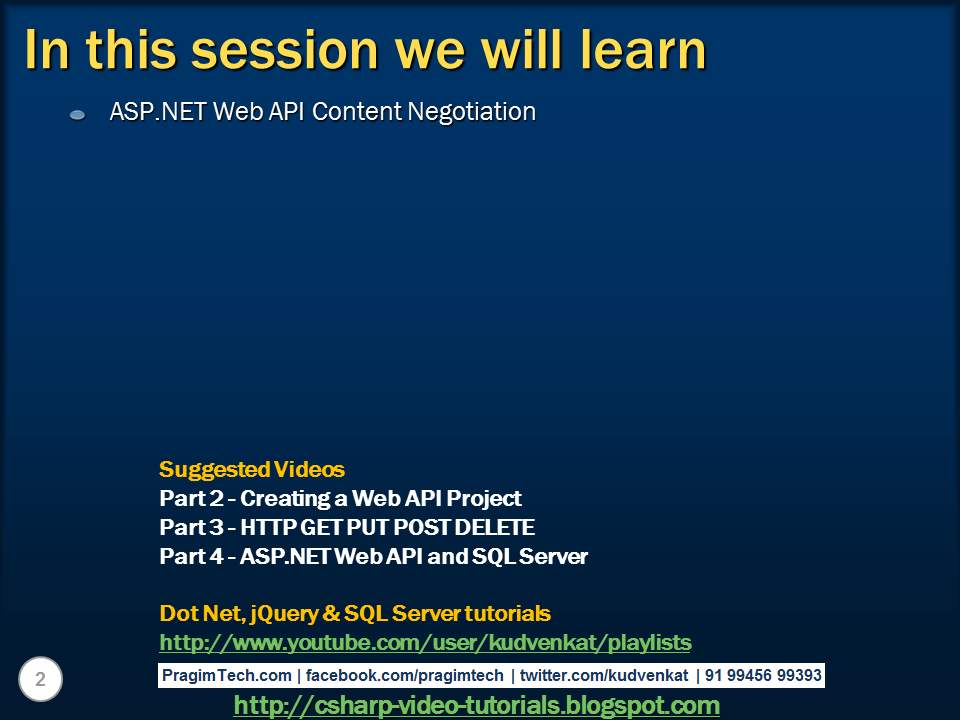 In this session we will learn
ASP.NET Web API Content Negotiation
Suggested Videos
Part 2 - Creating a Web API Project
Part 3 - HTTP GET PUT POST DELETE
Part 4 - ASP.NET Web API and SQL Server
Dot Net, jQuery & SQL Server tutorials
http://www.youtube.com/user/kudvenkat/playlists
2
PragimTech.com | facebook.com/pragimtech | twitter.com/kudvenkat | 91 99456 99393
http://csharp-video-tutorials.blogspot.com